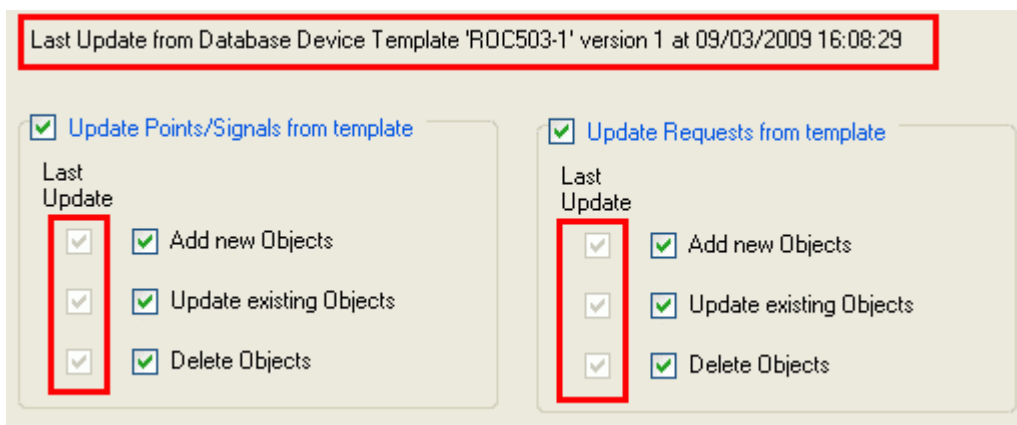 Last Update from Database Device Template 'ROC503-1' version 1 at 09/03/2009 16:08:29
Update Points/Signals from template
Last
Update
Add new Objects
Update existing Objects
Delete Objects
Update Requests from template
Last
Update
Add new Objects
Update existing Objects
Delete Objects